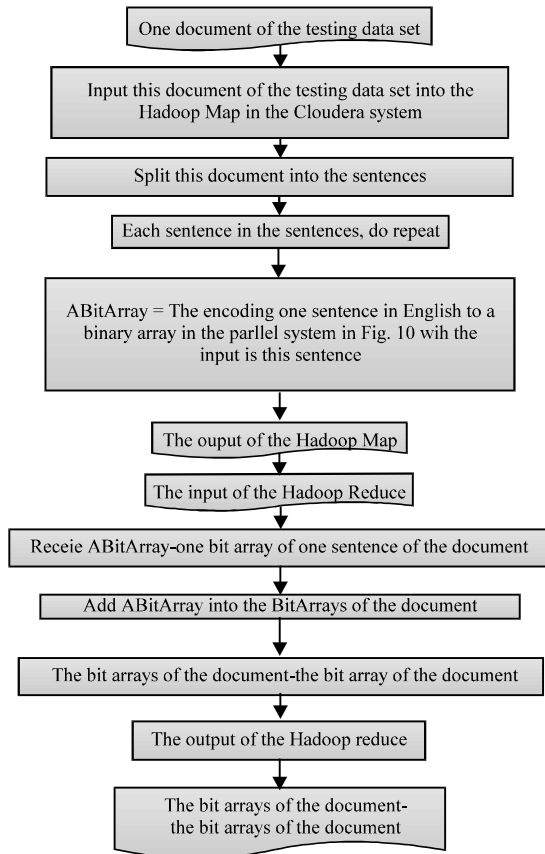 One document of the testing data set
Input this document of the testing data set into the
Hadoop Map in the Cloudera system
Split this document into the sentences
Each sentence in the sentences, do repeat
ABitArray = The encoding one sentence in English to a
binary array in the parllel system in Fig. 10 wih the
input is this sentence
The ouput of the Hadoop Map
The input of the Hadoop Reduce
Receie ABitArray-one bit array of one sentence of the document
Add ABitArray into the BitArrays of the document
The bit arrays of the document-the bit array of the document
The output of the Hadoop reduce
The bit arrays of the document-
the bit arrays of the document